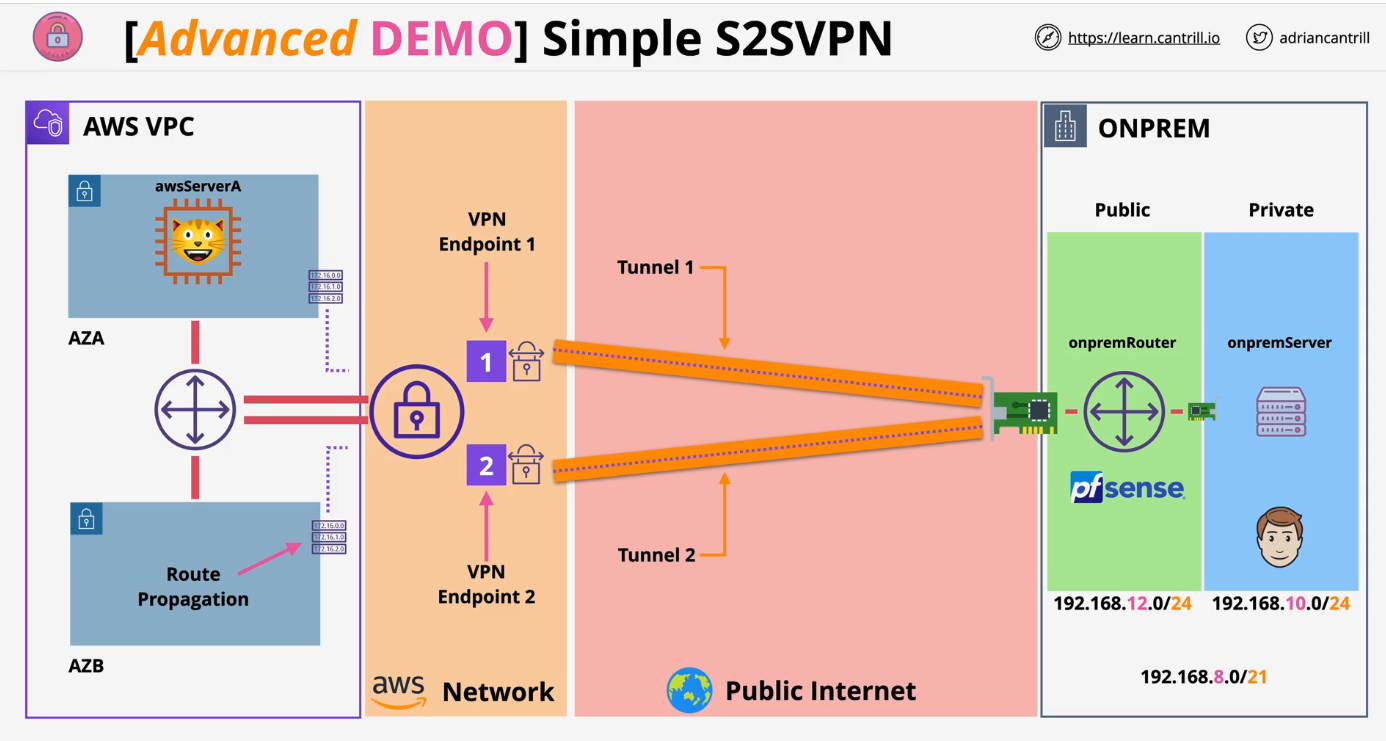 [Advanced DEMO] Simple S2SVPN
https://learn.cantrill.io
adriancantrill
AWS VPC
awsServerA
172.16.0.0
172.16.1.0
172.16.2.0
AZA
172.16.0.0
172.16.1.0
172.16.2.0
Route
Propagation
AZB
VPN
Endpoint 1
1
2
VPN
Endpoint 2
aws Network
Tunnel 1
Tunnel 2
Public Internet
ONPREM
Public
Private
onpremRouter
onpremServer
pfsense
192.168.12.0/24
192.168.10.0/24
192.168.8.0/21